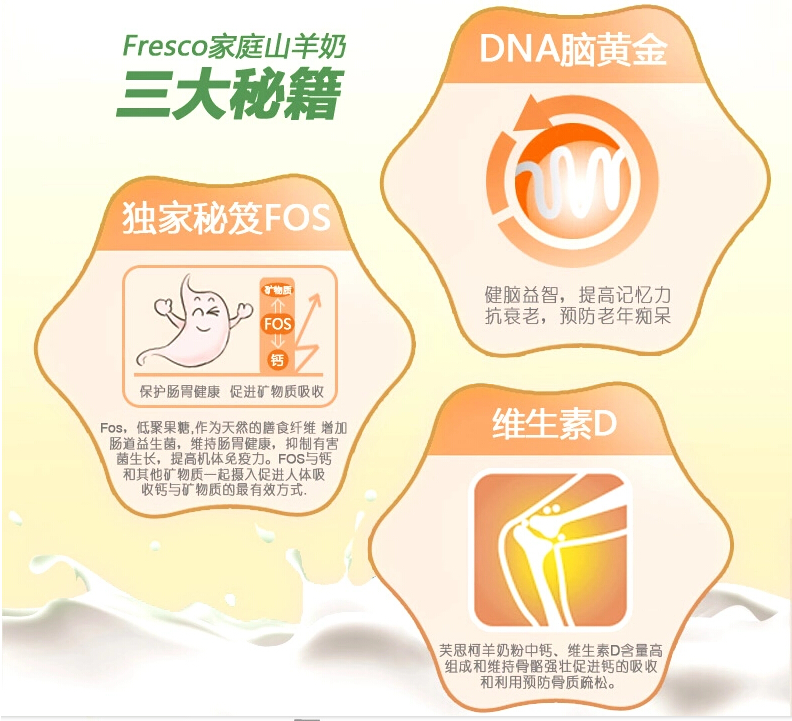 Fresco家庭山羊奶
三大秘籍
DNA脑黄金
健脑益智，提高记忆力
抗衰老，预防老年痴呆
独家秘笈FOS
矿物质
FOS
钙
保护肠胃健康 促进矿物质吸收
Fos，低聚果糖,作为天然的膳食纤维 增加
肠道益生菌，维持肠胃健康，抑制有害
菌生长，提高机体免疫力。FOS与钙
和其他矿物质一起摄入促进人体吸
收钙与矿物质的最有效方式.
维生素D
芙思柯羊奶粉中钙、维生素D含量高
组成和维持骨骼强壮促进钙的吸收
和利用预防骨质疏松。